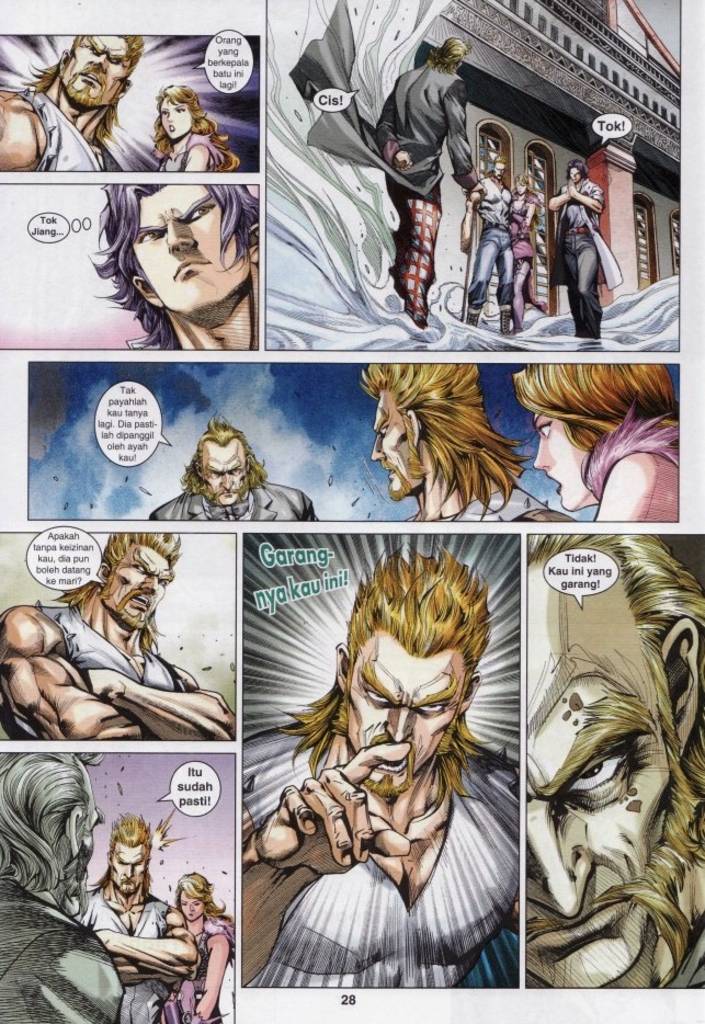 Orang
yang
berkepala
batu ini
lagi!
Cis!
Tok!
Tok
Jiang...
Tak
payahlah
kau tanya
lagi. Dia pasti-
lah dipanggil
oleh ayah
kau!
Apakah
tanpa keizinan
kau, dia pun
boleh datang
ke mari?
Garang-
nya kau ini!
Tidak!
Kau ini yang
garang!
Itu
sudah
pasti!
28